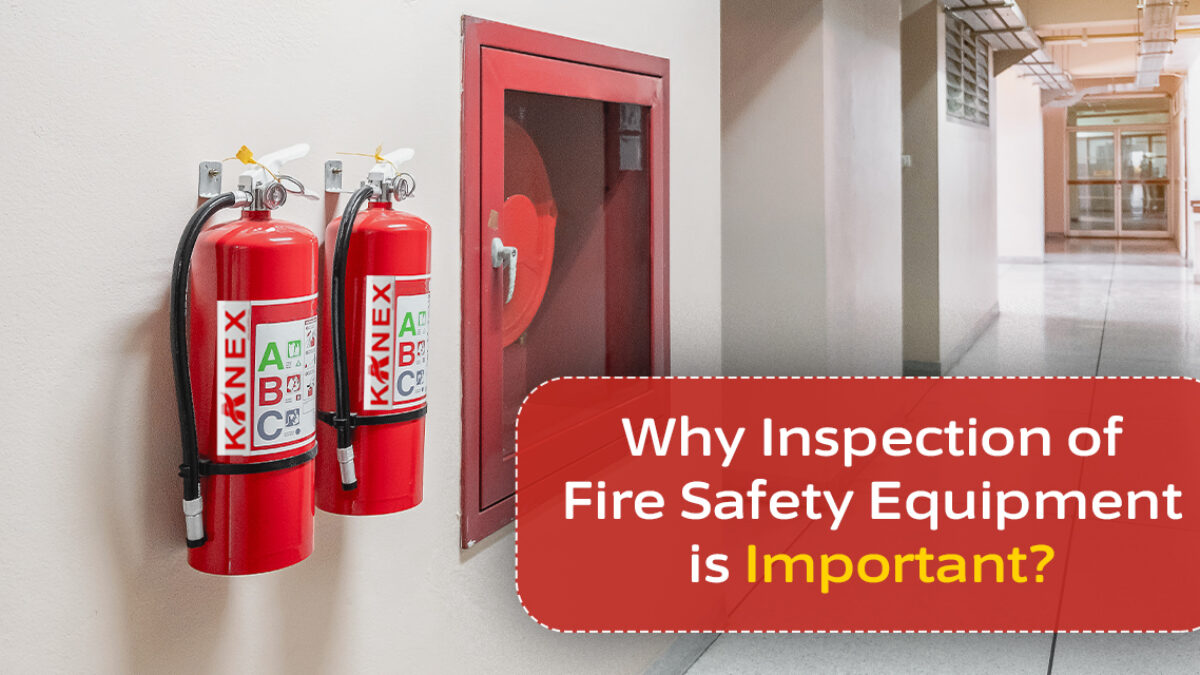 KANEX
A
B
C
KANEX
A
B
C
Why Inspection of
Fire Safety Equipment
is Important?